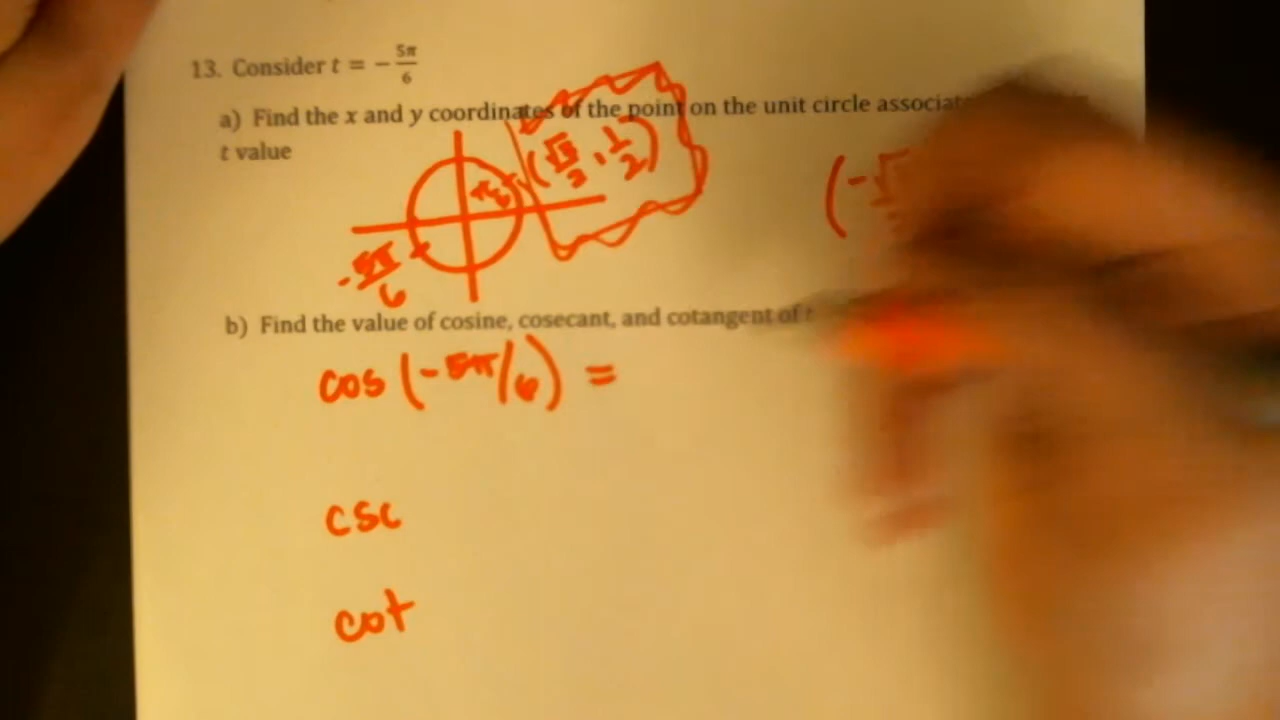 13. Consider t = − 5π/6
a) Find the x and y coordinates of the point on the unit circle
t value
π/6 (√3/2, 1/2)
(-√
-5π/6
b) Find the value of cosine, cosecant, and cotangent of t
cos (-5π/6) =
csc
cot